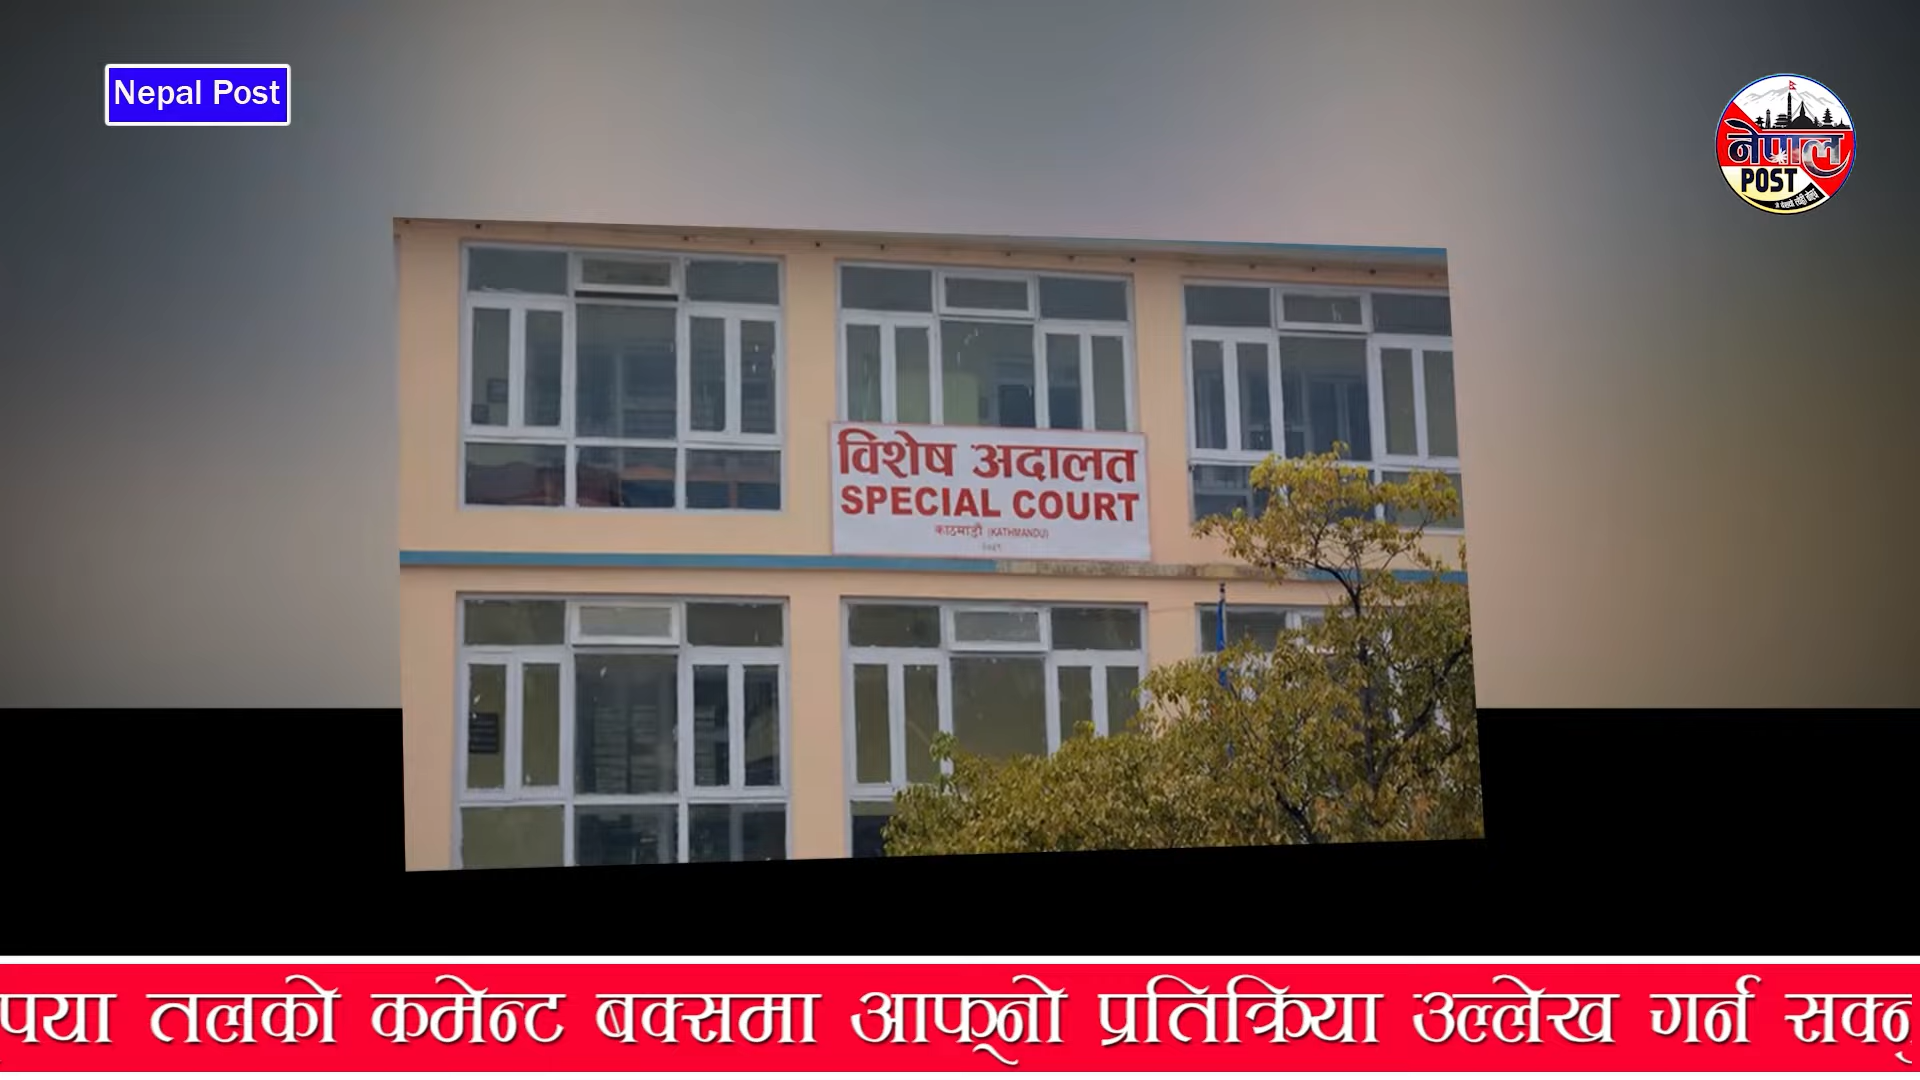 Nepal Post
नेपाल
POST
विशेष अदालत
SPECIAL COURT
काठमाडौं (KATHMANDU)
पया तलको कमेन्ट बक्समा आफ्नो प्रतिक्रिया उल्लेख गर्न सक्नु